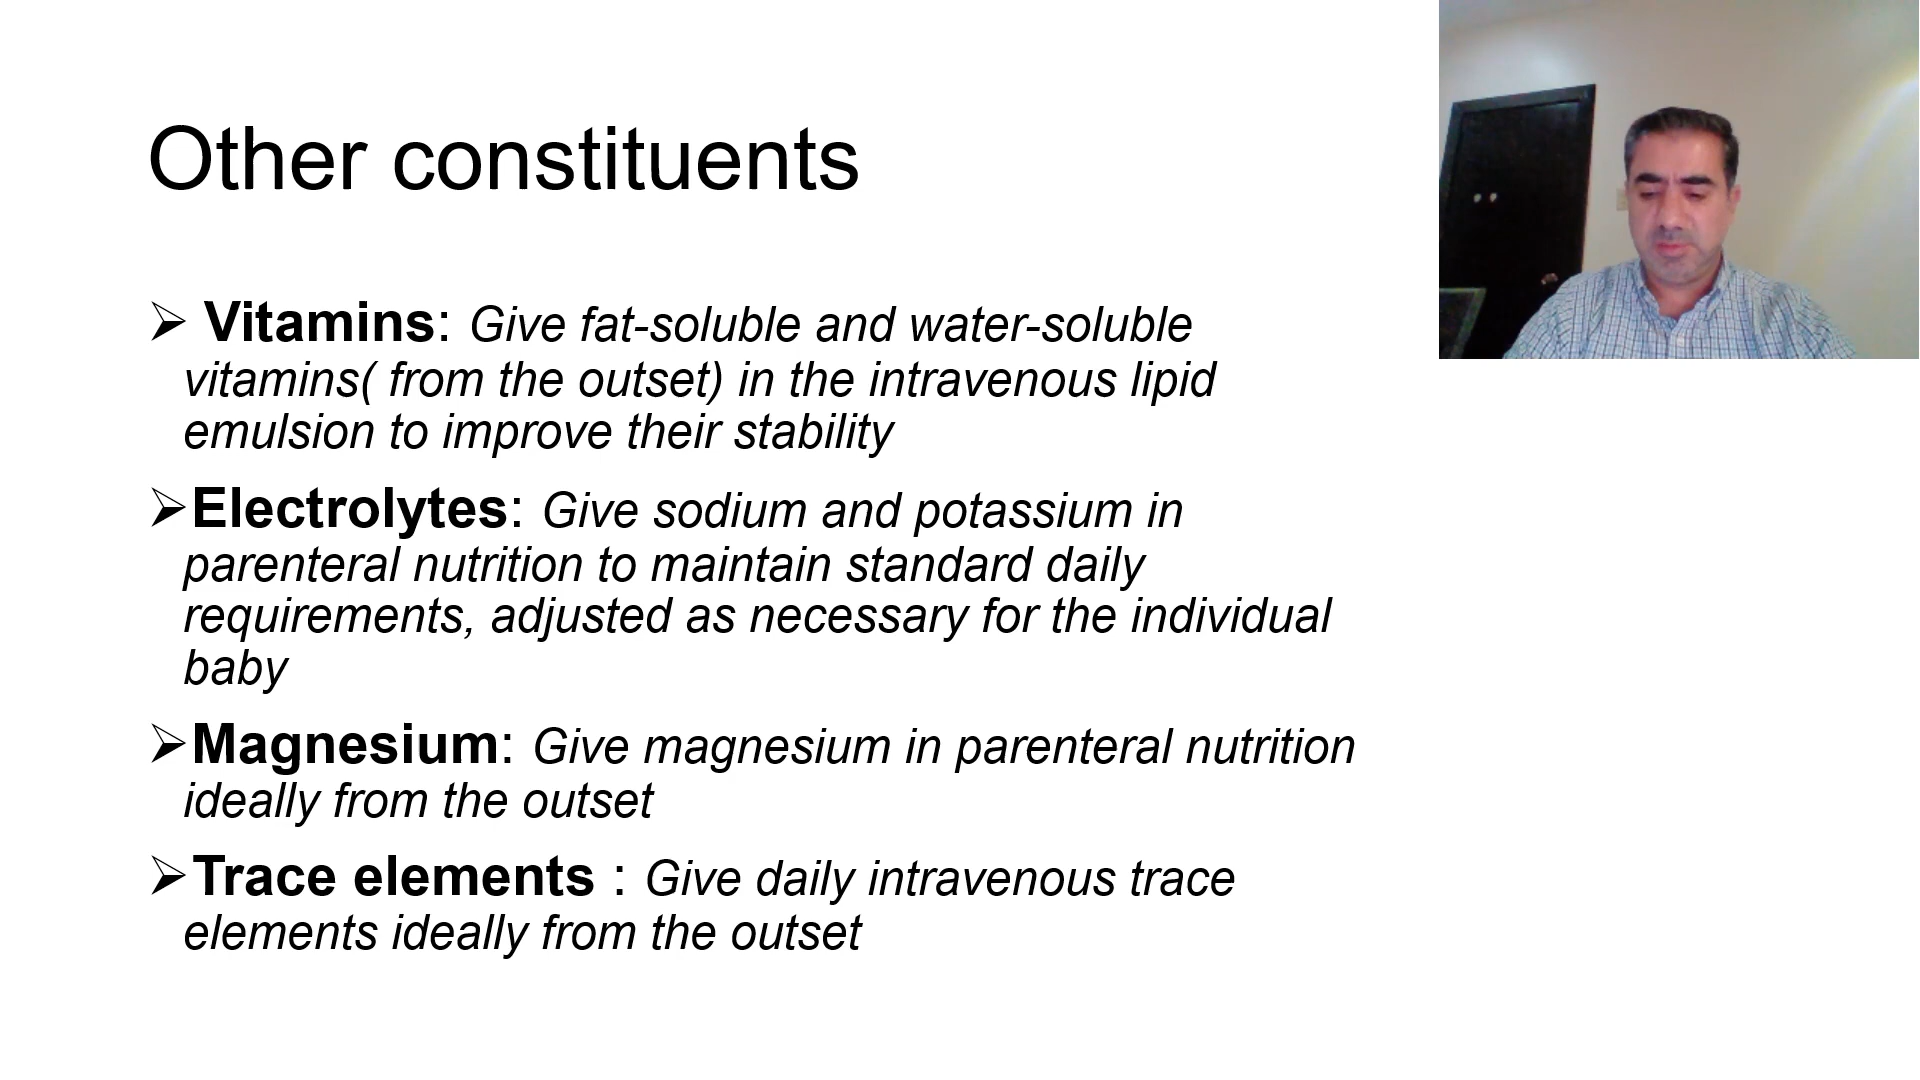 Other constituents
➢ Vitamins: Give fat-soluble and water-soluble
vitamins( from the outset) in the intravenous lipid
emulsion to improve their stability
➢Electrolytes: Give sodium and potassium in
parenteral nutrition to maintain standard daily
requirements, adjusted as necessary for the individual
baby
➢Magnesium: Give magnesium in parenteral nutrition
ideally from the outset
➢Trace elements : Give daily intravenous trace
elements ideally from the outset